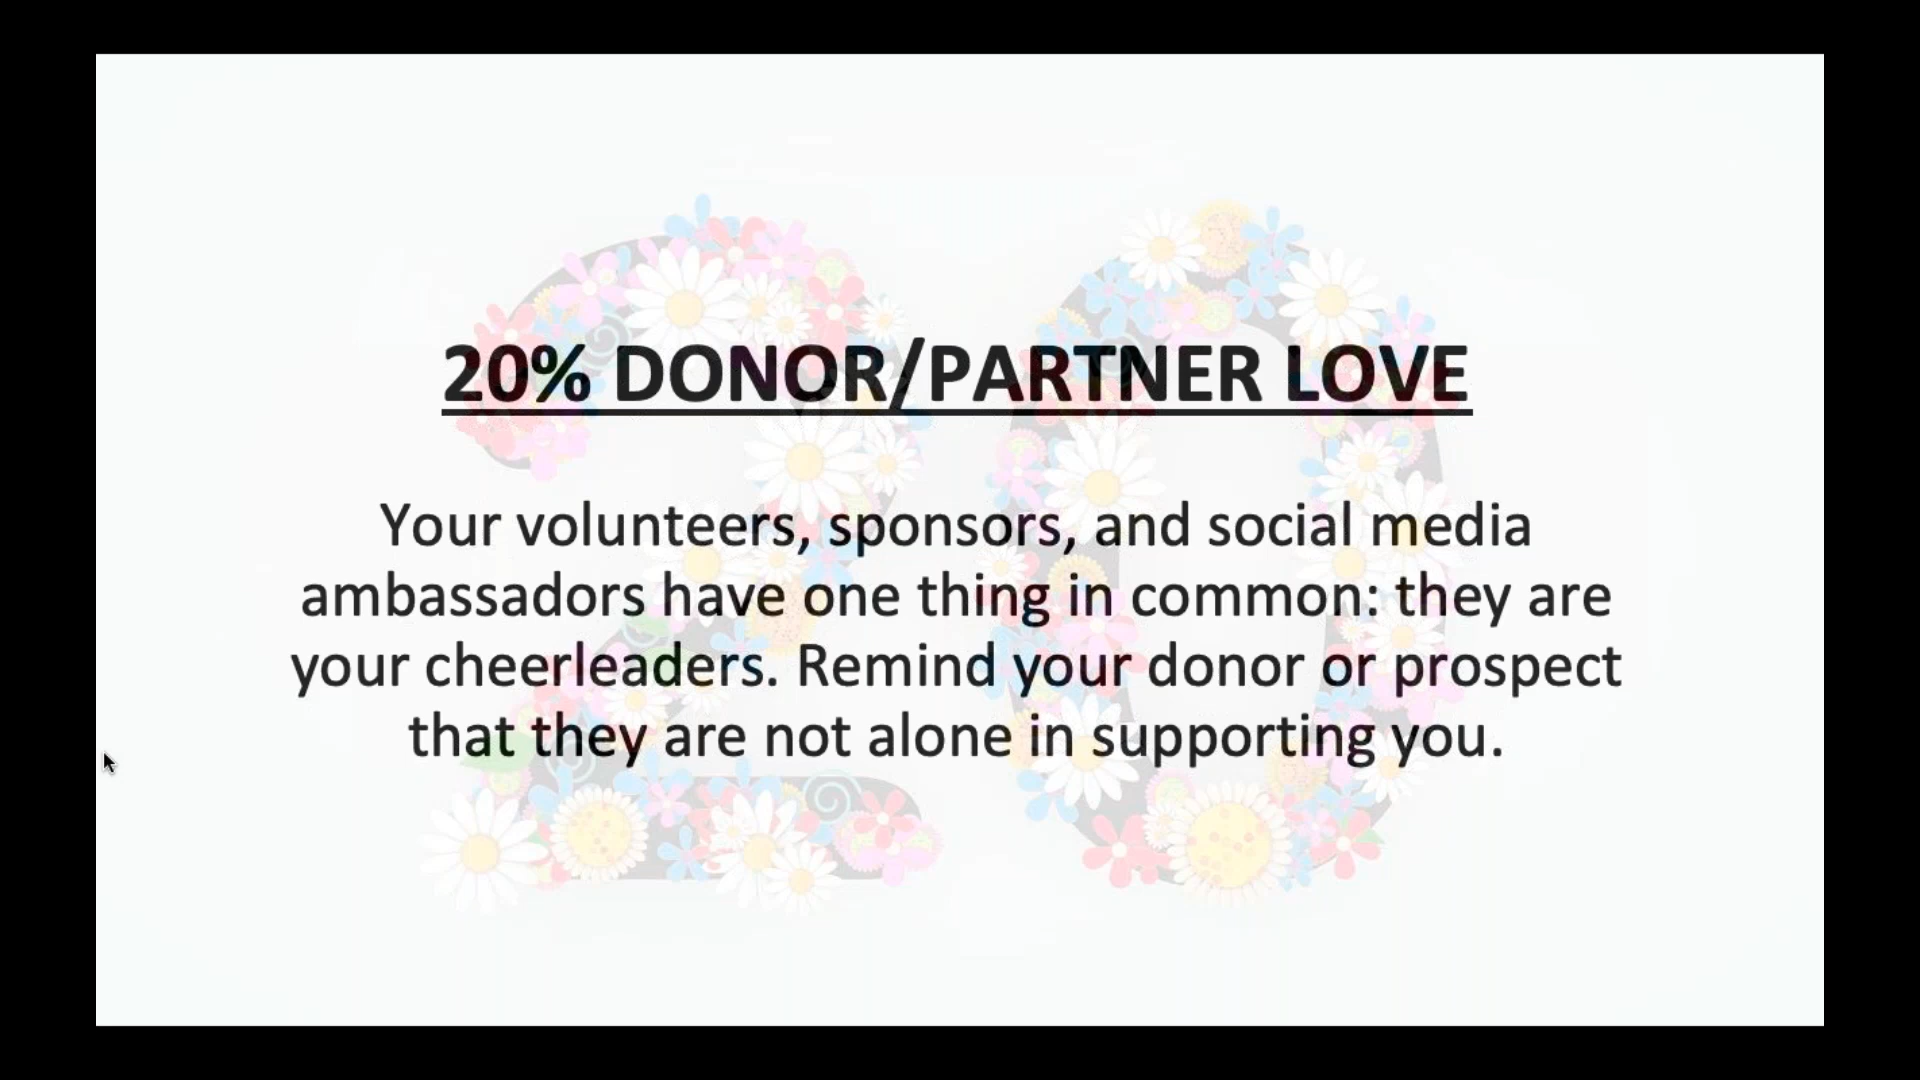 20% DONOR/PARTNER LOVE
Your volunteers, sponsors, and social media
ambassadors have one thing in common: they are
your cheerleaders. Remind your donor or prospect
that they are not alone in supporting you.